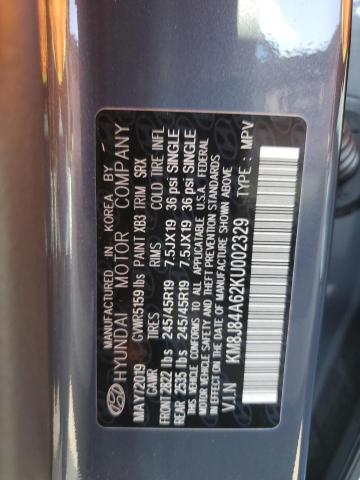 MANUFACTURED BY
IN KOREA BY
HYUNDAI
MOTOR COMPANY
MAY 2019 GVWR5159 lbs PAINT XB3 TRIM SRX
GAWR TIRES RIMS COLD TIRE INFL
FRONT 2822 lbs 245/45R19 7.5JX19 36 psi SINGLE
REAR 2535 lbs 245/45R19 7.5JX19 36 psi SINGLE
THIS VEHICLE CONFORMS TO ALL APPLICABLE U.S.A. FEDERAL
MOTOR VEHICLE SAFETY AND THEFT PREVENTION STANDARDS
IN EFFECT ON THE DATE OF MANUFACTURE SHOWN ABOVE.
V.I.N KM8J84A62KU002329 TYPE : MPV